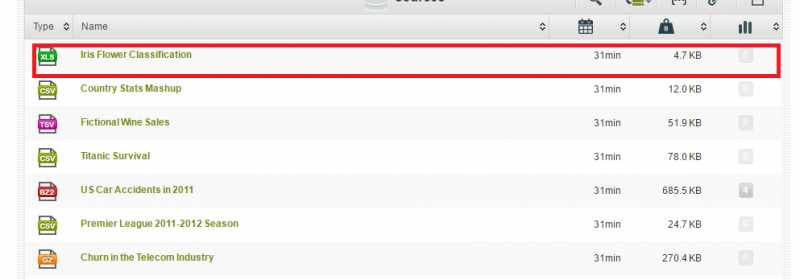 Sources
Type Name
XLS Iris Flower Classification 31min 4.7 KB 0
CSV Country Stats Mashup 31min 12.0 KB 0
TSV Fictional Wine Sales 31min 51.9 KB 0
CSV Titanic Survival 31min 78.0 KB 0
BZ2 US Car Accidents in 2011 31min 685.5 KB 4
CSV Premier League 2011-2012 Season 31min 24.7 KB 0
GZ Churn in the Telecom Industry 31min 270.4 KB 0